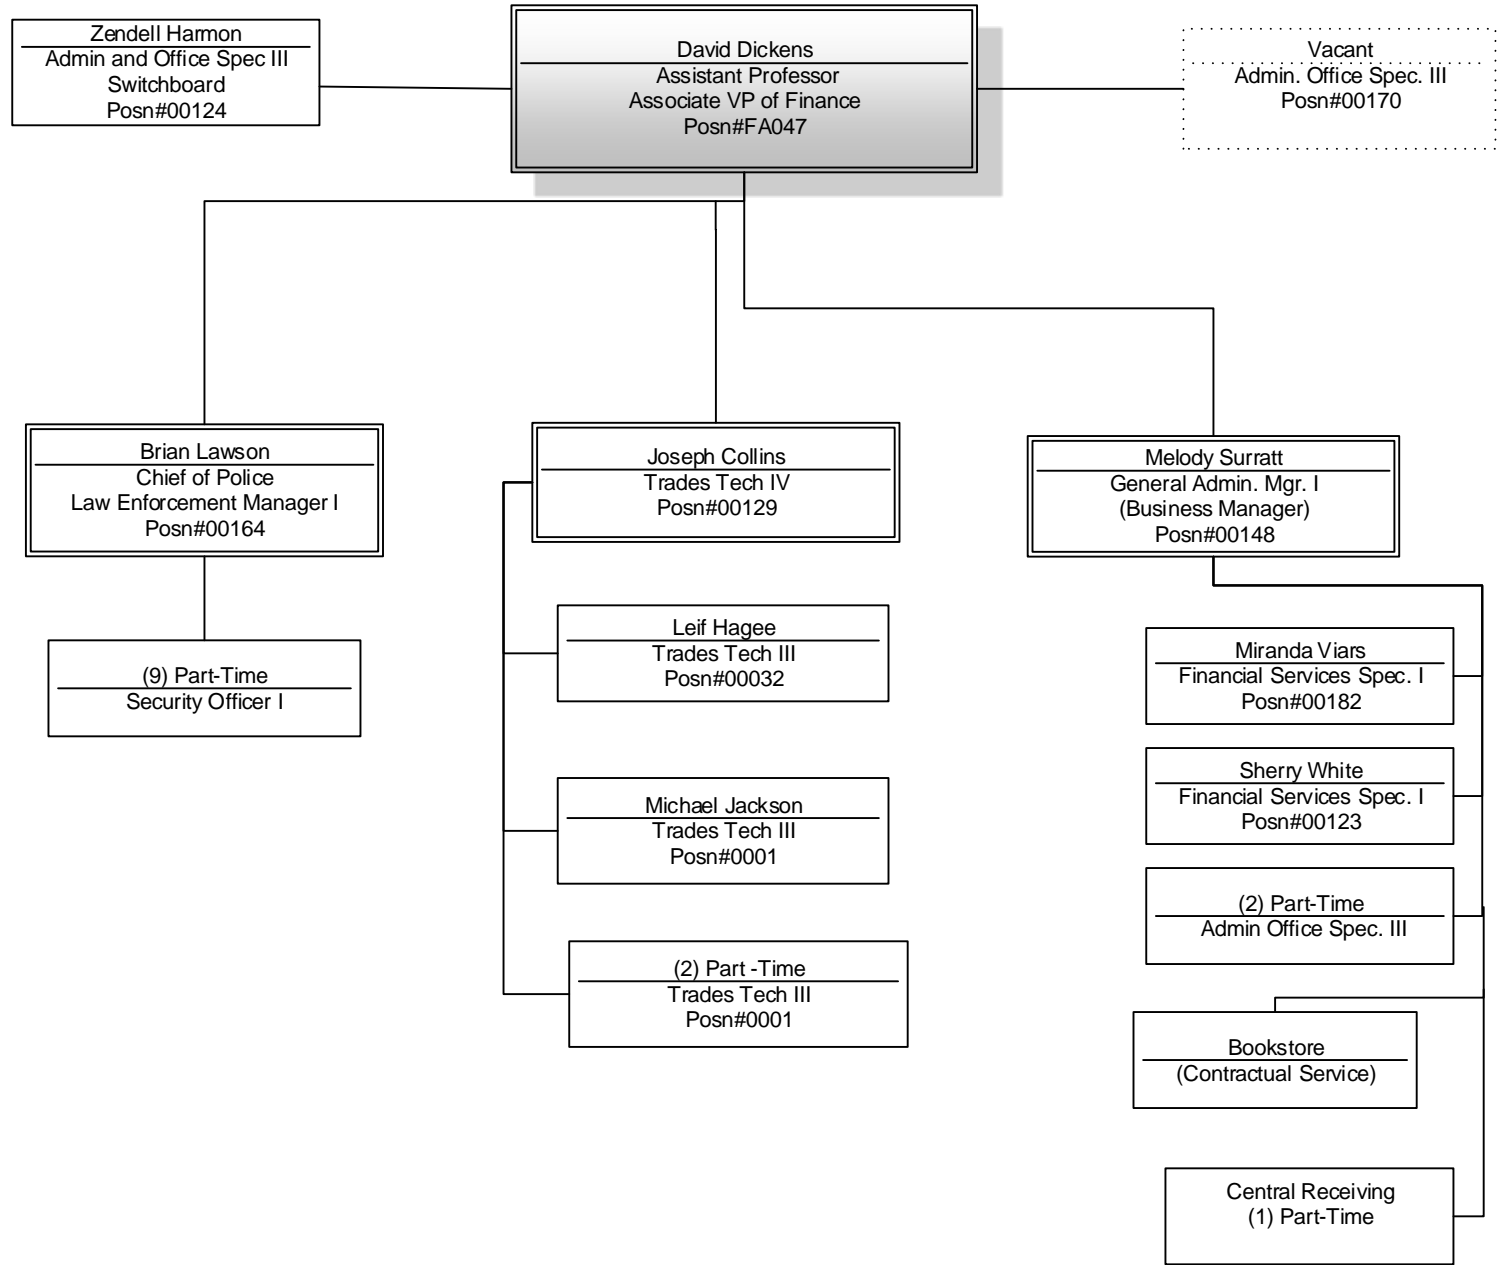 Zendell Harmon
Admin and Office Spec III
Switchboard
Posn#00124
David Dickens
Assistant Professor
Associate VP of Finance
Posn#FA047
Vacant
Admin. Office Spec. III
Posn#00170
Brian Lawson
Chief of Police
Law Enforcement Manager I
Posn#00164
(9) Part-Time
Security Officer I
Joseph Collins
Trades Tech IV
Posn#00129
Leif Hagee
Trades Tech III
Posn#00032
Michael Jackson
Trades Tech III
Posn#0001
(2) Part -Time
Trades Tech III
Posn#0001
Melody Surratt
General Admin. Mgr. I
(Business Manager)
Posn#00148
Miranda Viars
Financial Services Spec. I
Posn#00182
Sherry White
Financial Services Spec. I
Posn#00123
(2) Part-Time
Admin Office Spec. III
Bookstore
(Contractual Service)
Central Receiving
(1) Part-Time